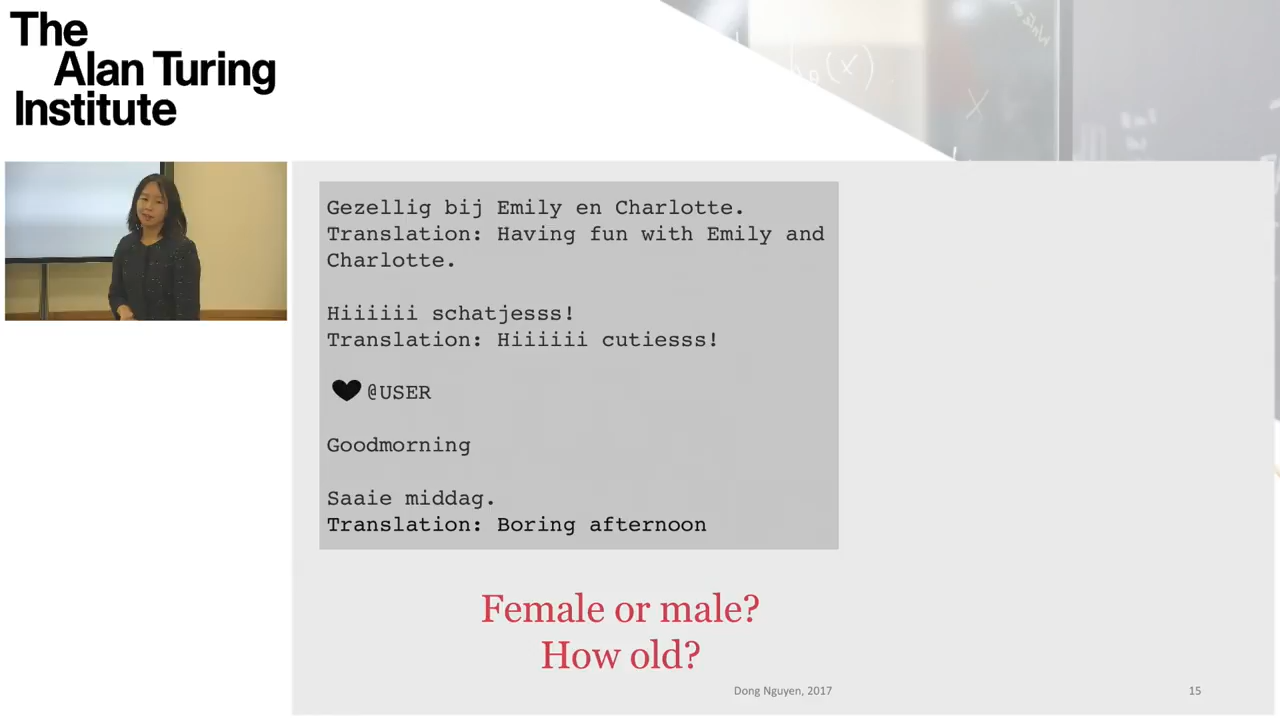 The
Alan Turing
Institute
Gezellig bij Emily en Charlotte.
Translation: Having fun with Emily and
Charlotte.
Hiiiiii schatjesss!
Translation: Hiiiiii cutiesss!
@USER
Goodmorning
Saaie middag.
Translation: Boring afternoon
Female or male?
How old?
Dong Nguyen, 2017
15